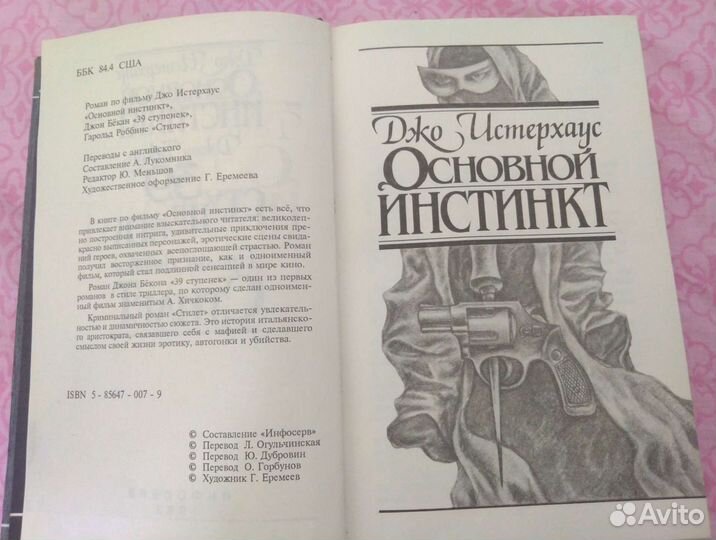 ББК 84.4 США
Роман по фильму Джо Истерхаус
«Основной инстинкт»,
Джон Бёкан «39 ступенек»,
Гарольд Роббинс «Стилет»
Переводы с английского
Составление А. Лукомника
Редактор Ю. Меньшов
Художественное оформление Г. Еремеева
В книге по фильму «Основной инстинкт» есть всё, что
привлекает внимание взыскательного читателя: великолеп-
но построенная интрига, удивительные приключения пре-
красно выписанных персонажей, эротические сцены свида-
ний героев, охваченных всепоглощающей страстью. Роман
получил восторженное признание, как и одноименный
фильм, который стал подлинной сенсацией в мире кино.
Роман Джона Бёкона «39 ступенек» — один из первых
романов в стиле триллера, по которому сделан одноимен-
ный фильм знаменитым А. Хичкоком.
Криминальный роман «Стилет» отличается увлекатель-
ностью и динамичностью сюжета. Это история итальянско-
го аристократа, связавшего себя с мафией и сделавшего
смыслом своей жизни эротику, автогонки и убийства.
ISBN 5 - 85647 - 007 - 9
© Составление «Инфосерв»
© Перевод Л. Огульчинская
© Перевод Ю. Дубровин
© Перевод О. Горбунов
© Художник Г. Еремеев
Джо Истерхаус
Основной
инстинкт
Avito